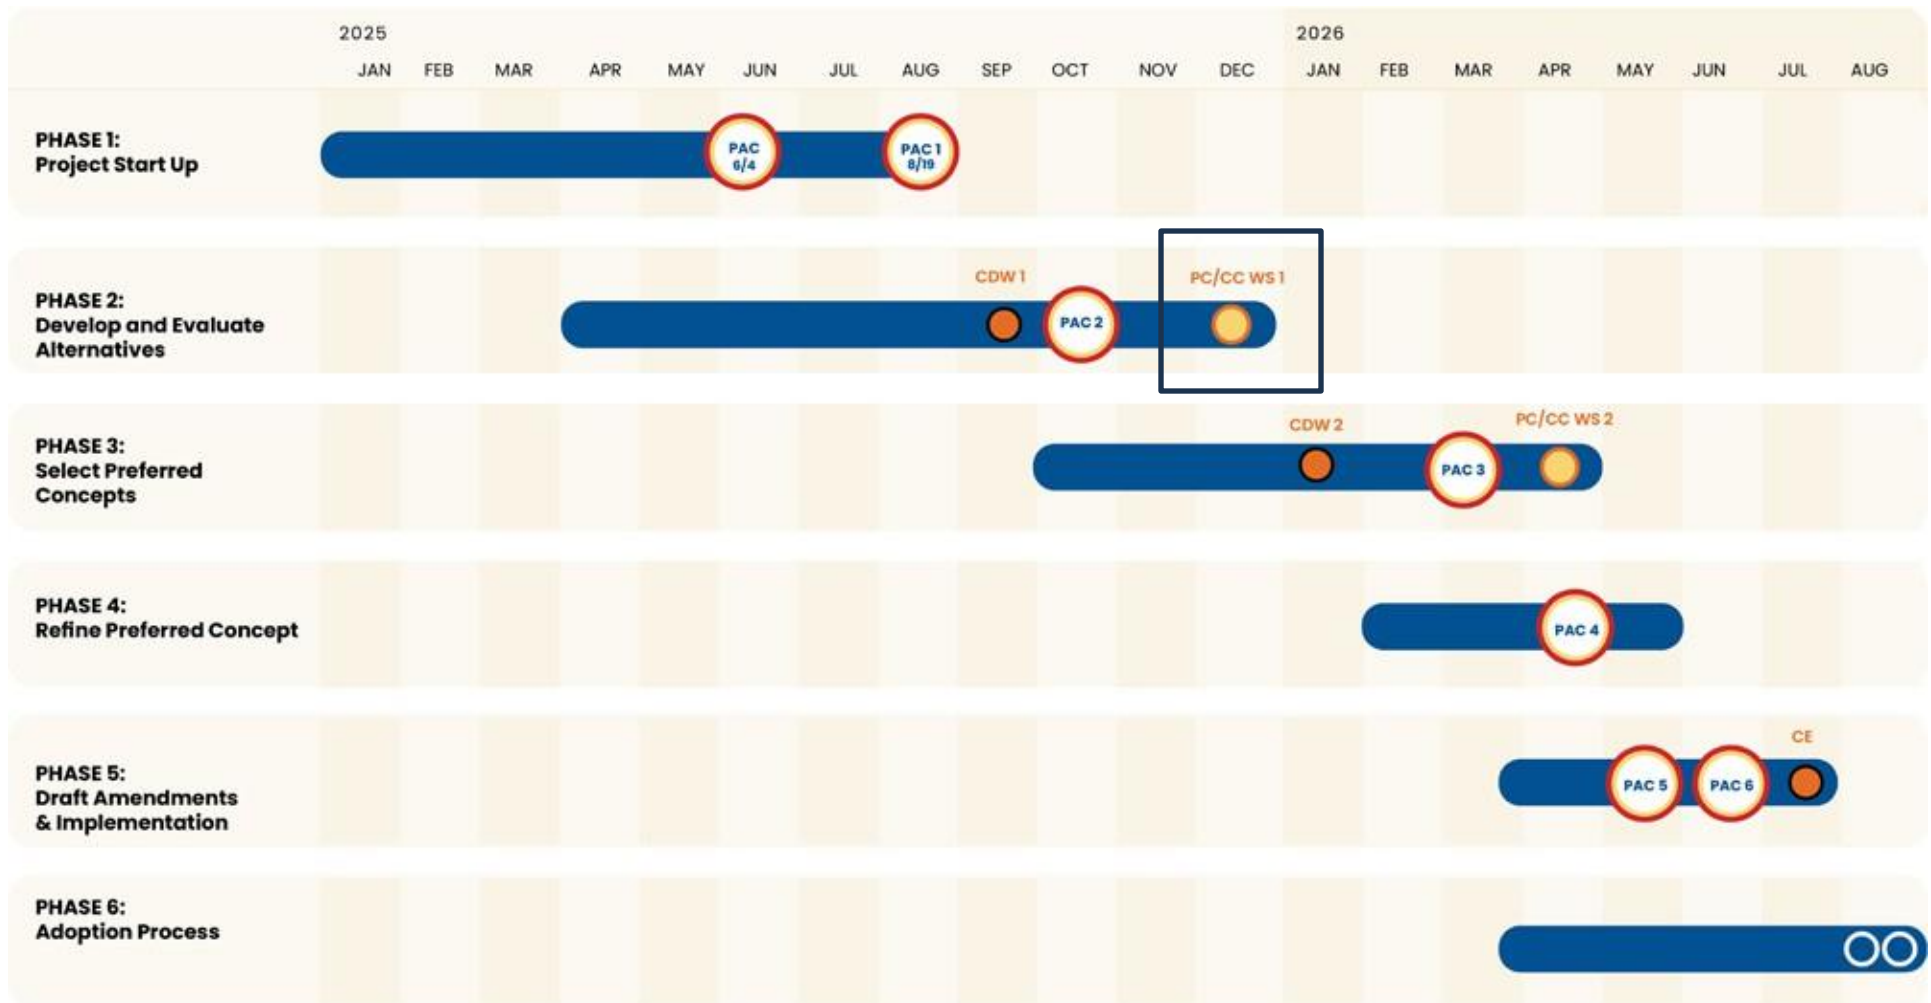 2025
2026
JAN FEB MAR APR MAY JUN JUL AUG SEP OCT NOV DEC JAN FEB MAR APR MAY JUN JUL AUG
PHASE 1:
Project Start Up
PAC
6/4
PAC 1
8/19
PHASE 2:
Develop and Evaluate
Alternatives
CDW 1
PAC 2
PC/CC WS 1
PHASE 3:
Select Preferred
Concepts
CDW 2
PAC 3
PC/CC WS 2
PHASE 4:
Refine Preferred Concept
PAC 4
PHASE 5:
Draft Amendments
& Implementation
PAC 5
PAC 6
CE
PHASE 6:
Adoption Process